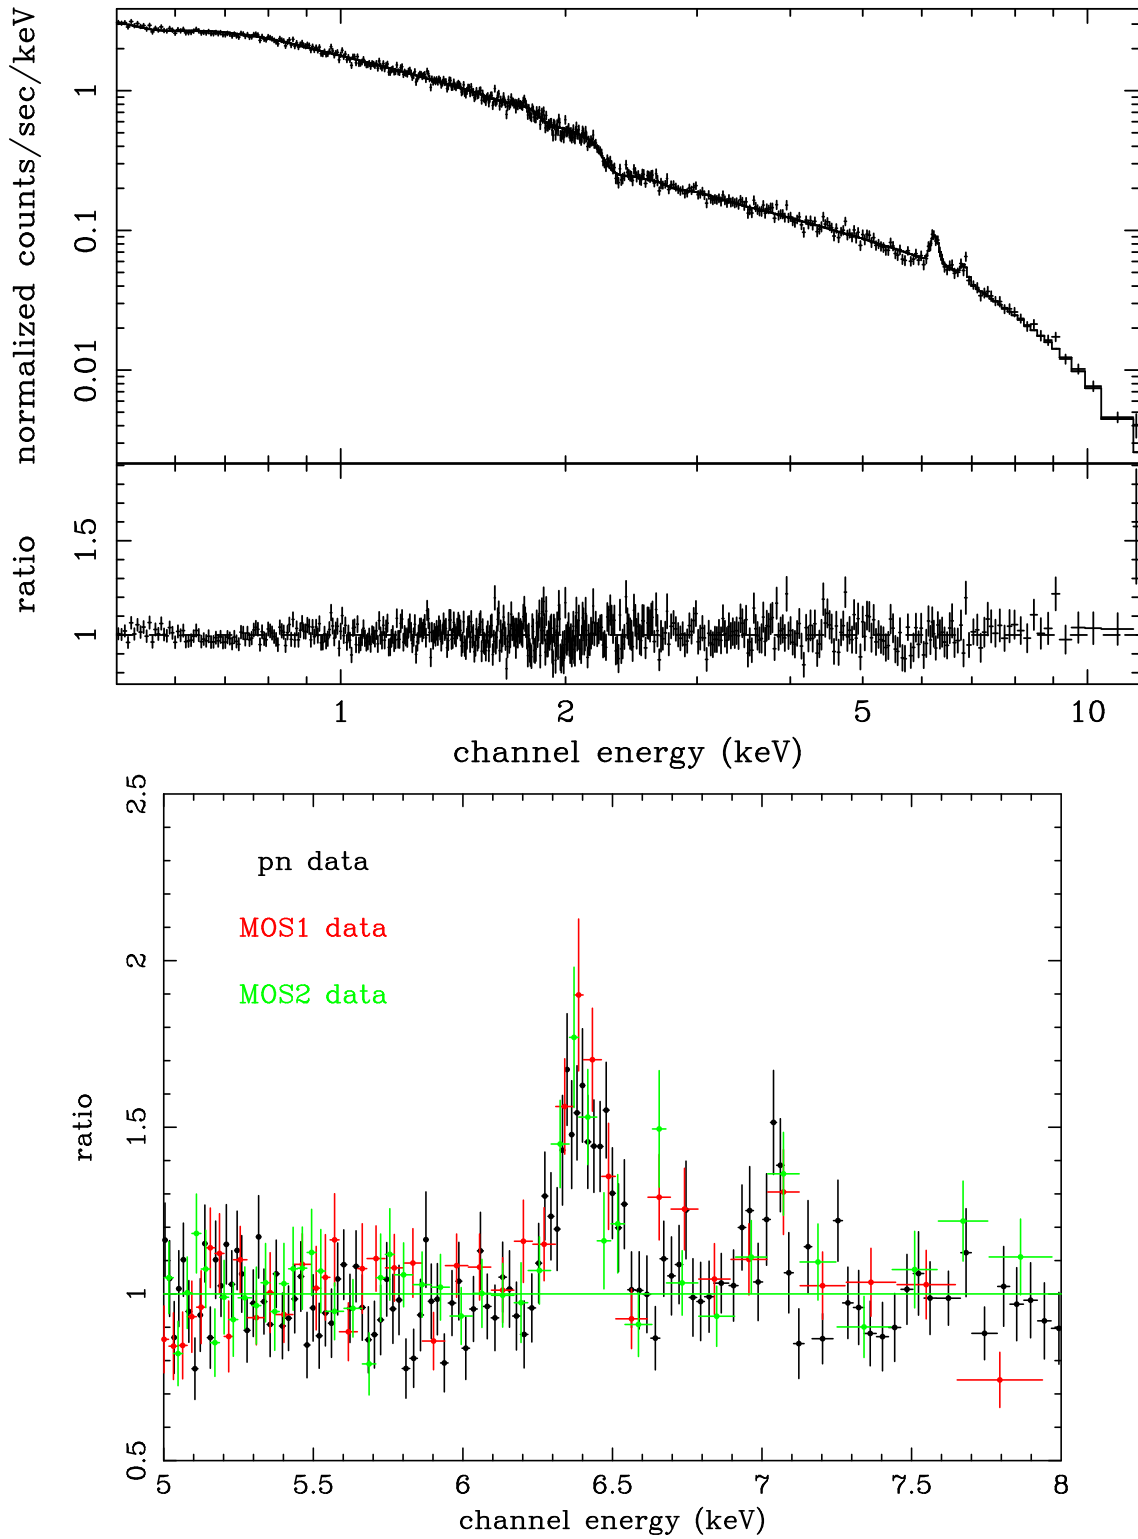 normalized counts/sec/keV
1
0.1
0.01
ratio
1.5
1
1
2
5
10
channel energy (keV)
2.5
2
1.5
1
0.5
ratio
pn data
MOS1 data
MOS2 data
5
5.5
6
6.5
7
7.5
8
channel energy (keV)